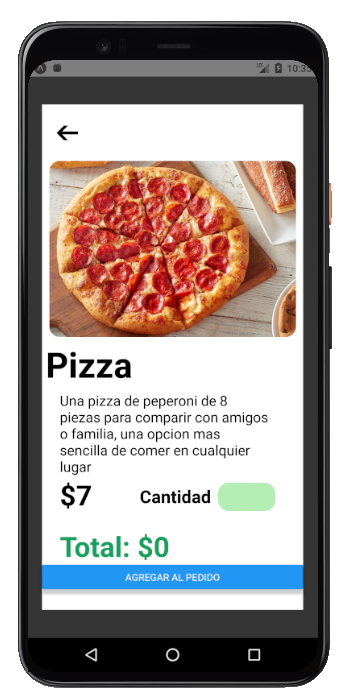 10:35
Pizza
Una pizza de peperoni de 8
piezas para comparir con amigos
o familia, una opcion mas
sencilla de comer en cualquier
lugar
$7 Cantidad
Total: $0
AGREGAR AL PEDIDO